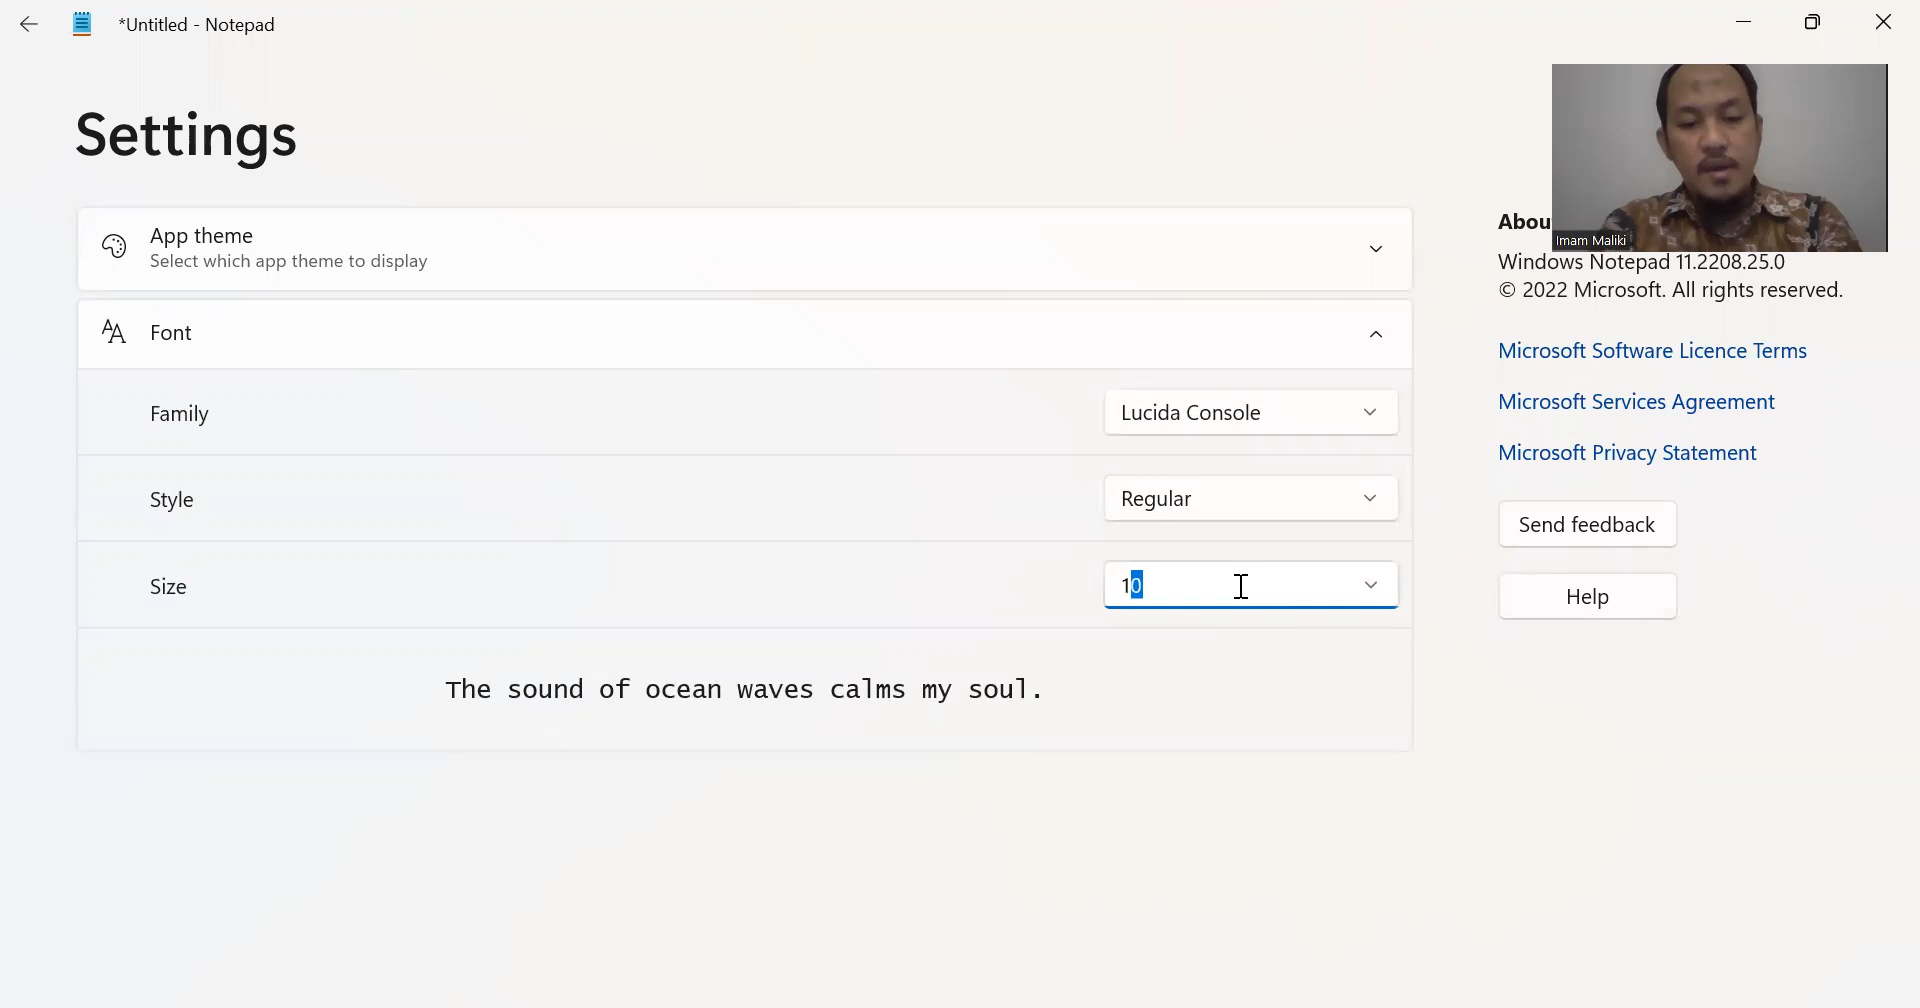 *Untitled - Notepad
Settings
App theme
Select which app theme to display
Font
Family
Lucida Console
Style
Regular
Size
10
The sound of ocean waves calms my soul.
Imam Maliki
Abou
Windows Notepad 11.2208.25.0
© 2022 Microsoft. All rights reserved.
Microsoft Software Licence Terms
Microsoft Services Agreement
Microsoft Privacy Statement
Send feedback
Help